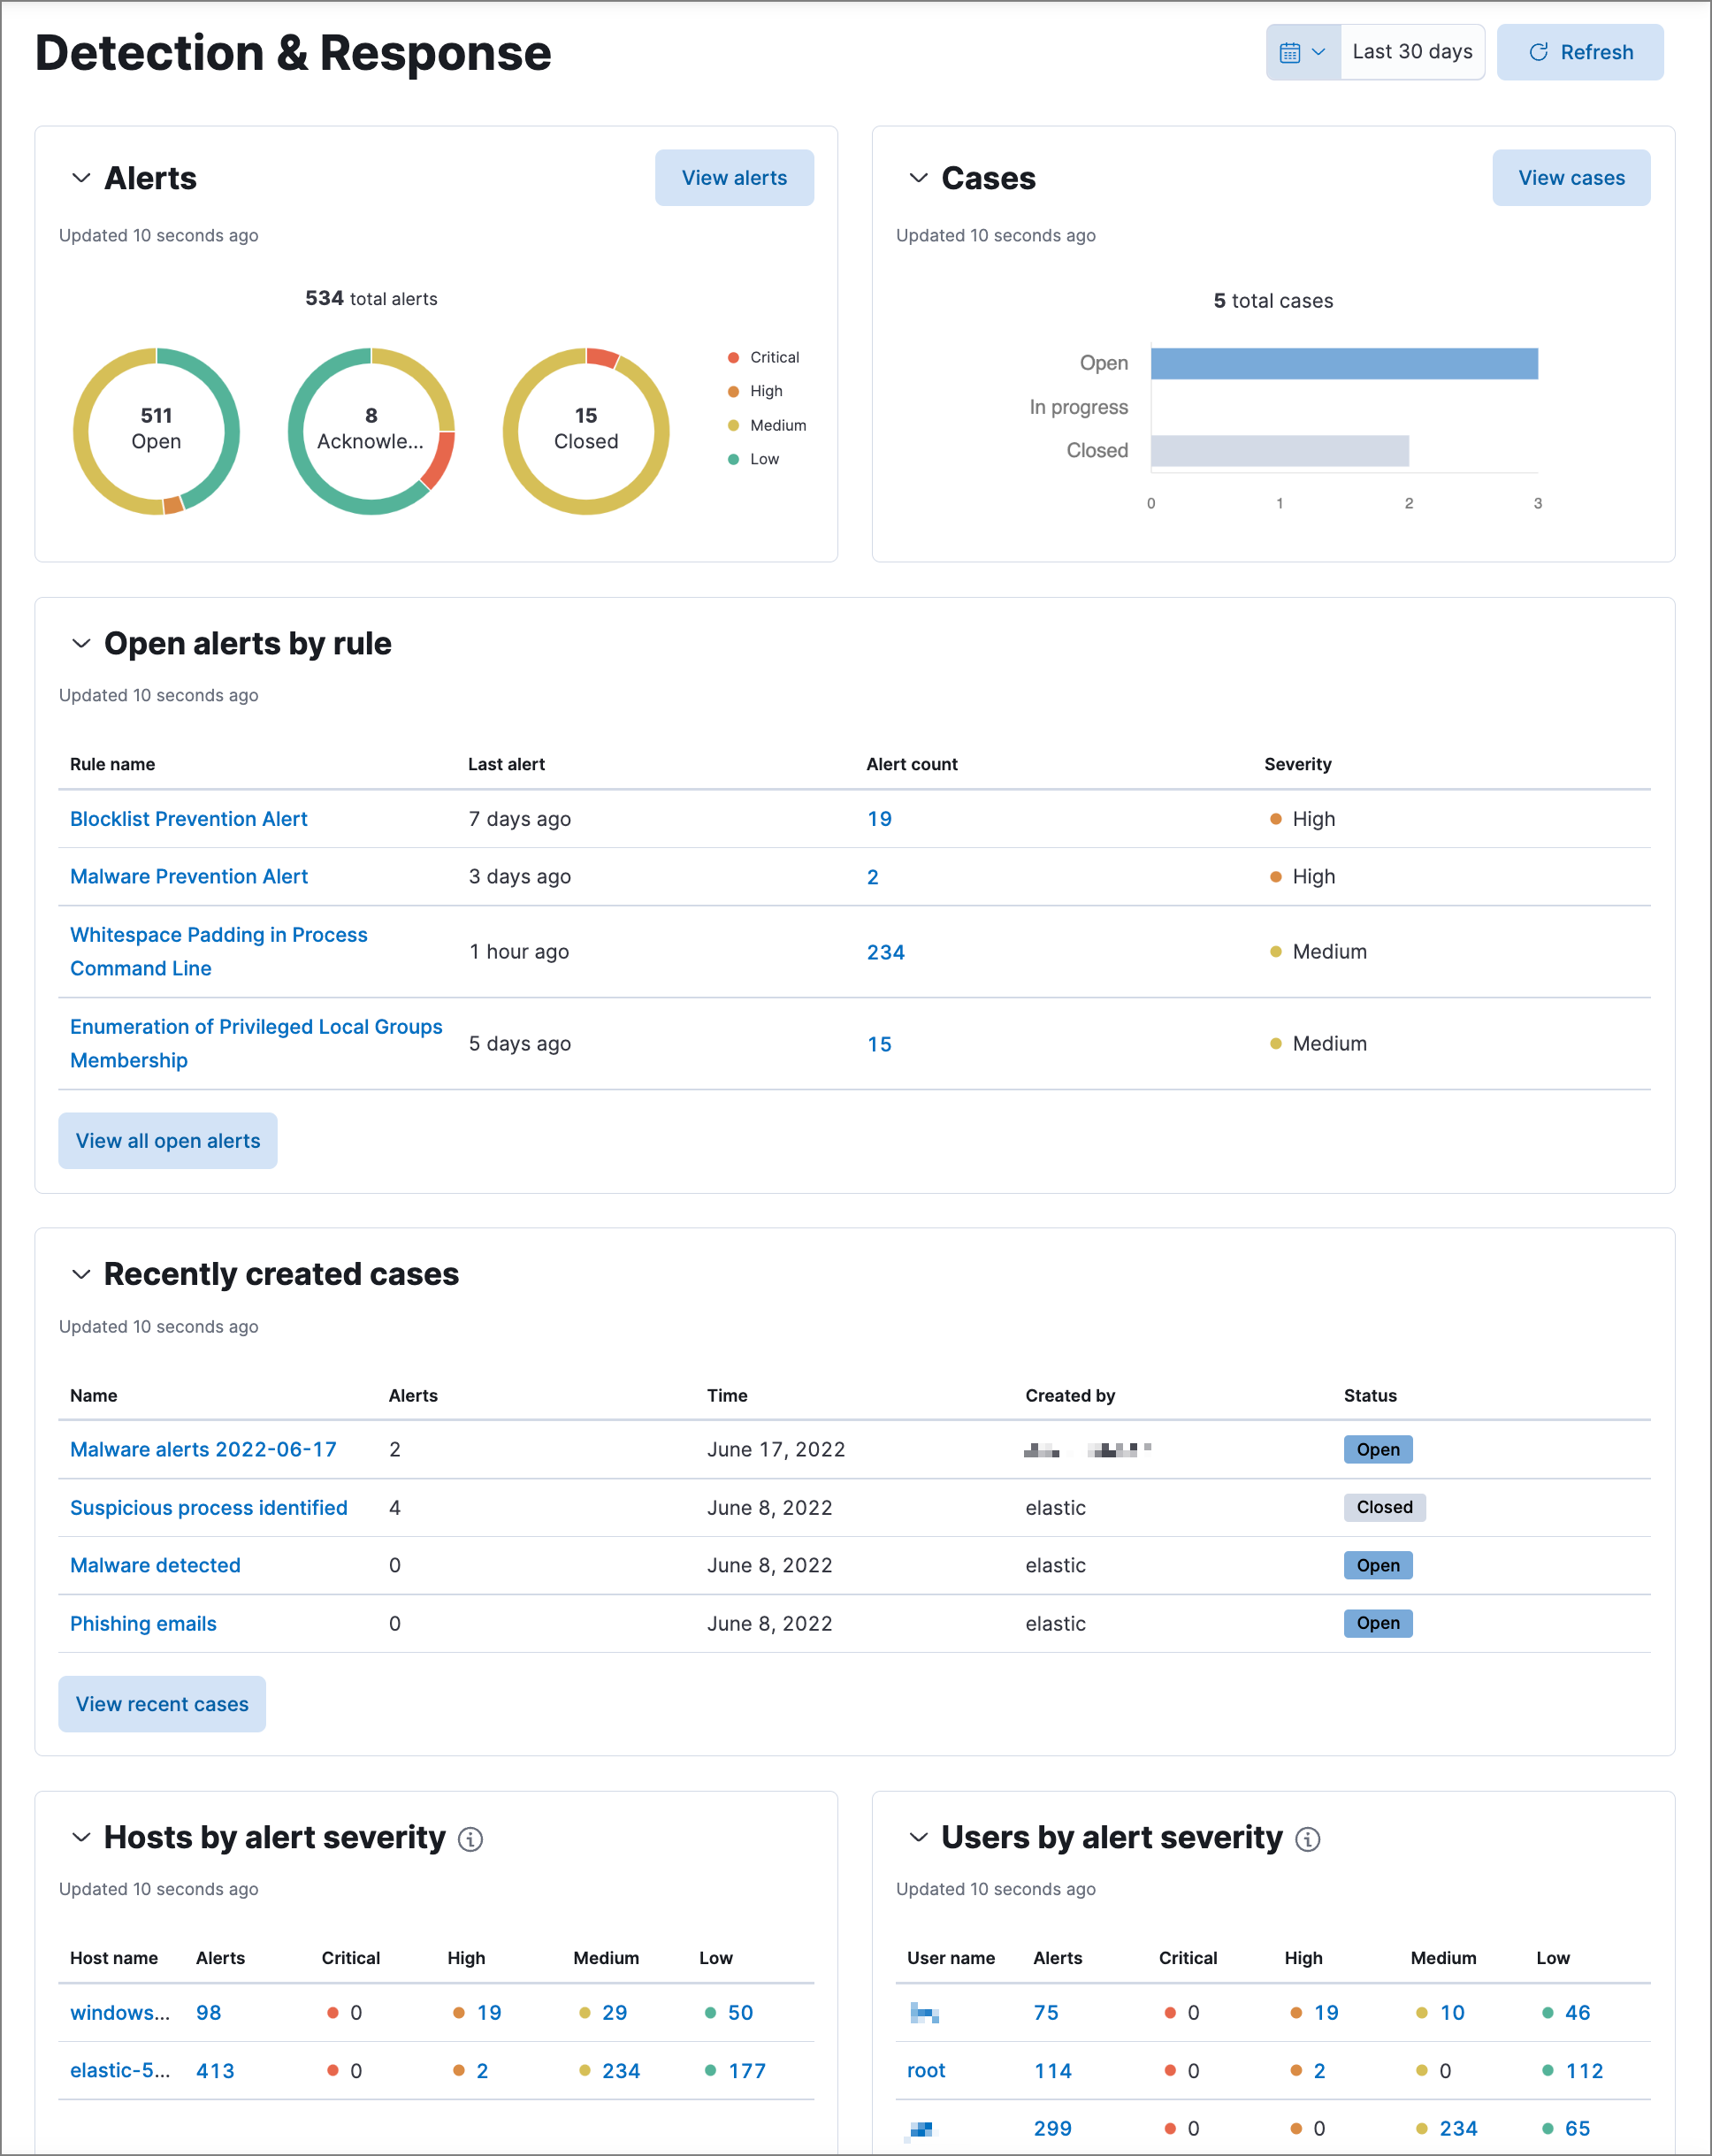 Detection & Response
Last 30 days
Refresh
Alerts
View alerts
Updated 10 seconds ago
534 total alerts
511
Open
8
Acknowle...
15
Closed
Critical
High
Medium
Low
Cases
View cases
Updated 10 seconds ago
5 total cases
Open
In progress
Closed
0 1 2 3
Open alerts by rule
Updated 10 seconds ago
Rule name Last alert Alert count Severity
Blocklist Prevention Alert 7 days ago 19 High
Malware Prevention Alert 3 days ago 2 High
Whitespace Padding in Process
Command Line
1 hour ago 234 Medium
Enumeration of Privileged Local Groups
Membership
5 days ago 15 Medium
View all open alerts
Recently created cases
Updated 10 seconds ago
Name Alerts Time Created by Status
Malware alerts 2022-06-17 2 June 17, 2022 Open
Suspicious process identified 4 June 8, 2022 elastic Closed
Malware detected 0 June 8, 2022 elastic Open
Phishing emails 0 June 8, 2022 elastic Open
View recent cases
Hosts by alert severity
Updated 10 seconds ago
Host name Alerts Critical High Medium Low
windows... 98 0 19 29 50
elastic-5... 413 0 2 234 177
Users by alert severity
Updated 10 seconds ago
User name Alerts Critical High Medium Low
75 0 19 10 46
root 114 0 2 0 112
299 0 0 234 65